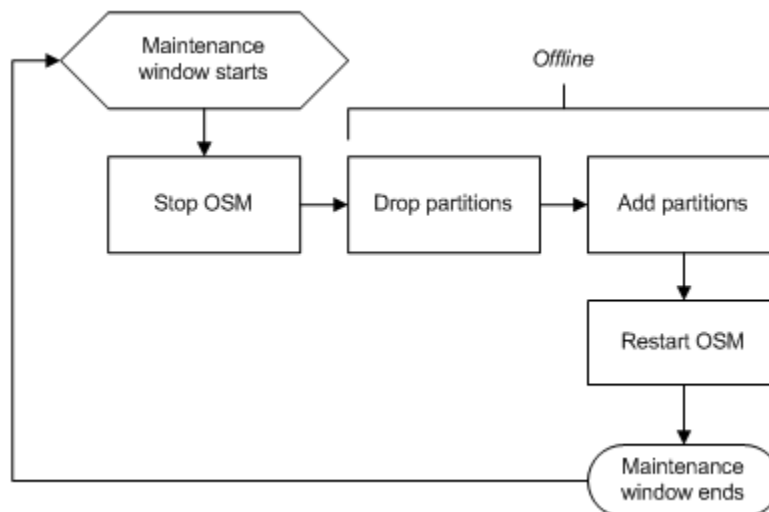 Maintenance
window starts
Offline
Stop OSM
Drop partitions
Add partitions
Restart OSM
Maintenance
window ends